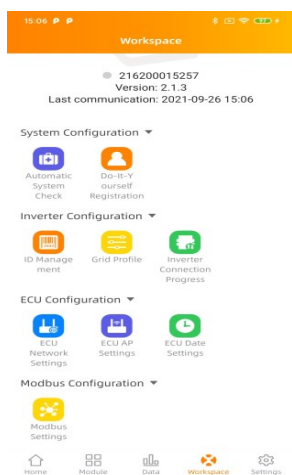 15:06 P P 97
Workspace
216200015257
Version: 2.1.3
Last communication: 2021-09-26 15:06
System Configuration
Automatic
System
Check
Do-It-Y
ourself
Registration
Inverter Configuration
ID Manage
ment
Grid Profile
Inverter
Connection
Progress
ECU Configuration
ECU
Network
Settings
ECU AP
Settings
ECU Date
Settings
Modbus Configuration
Modbus
Settings
Home Module Data Workspace Settings